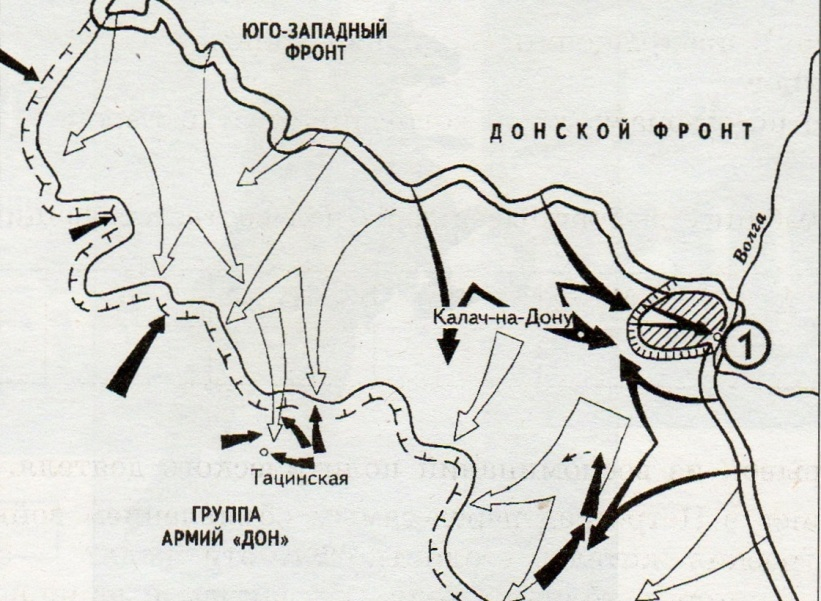 ЮГО-ЗАПАДНЫЙ
ФРОНТ
ДОНСКОЙ ФРОНТ
Волга
Калач-на-Дону
1
Тацинская
ГРУППА
АРМИЙ «ДОН»